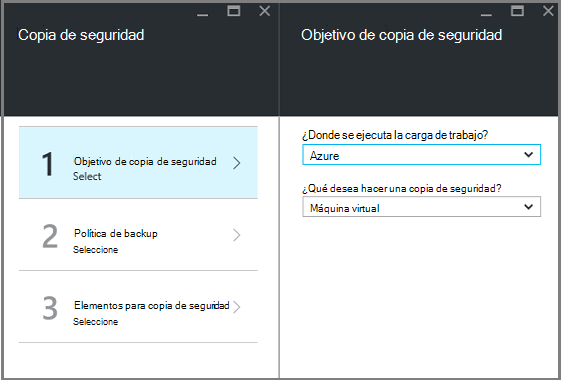 Copia de seguridad
1
Objetivo de copia de seguridad
Select
2
Política de backup
Seleccione
3
Elementos para copia de seguridad
Seleccione
Objetivo de copia de seguridad
¿Donde se ejecuta la carga de trabajo?
Azure
¿Qué desea hacer una copia de seguridad?
Máquina virtual